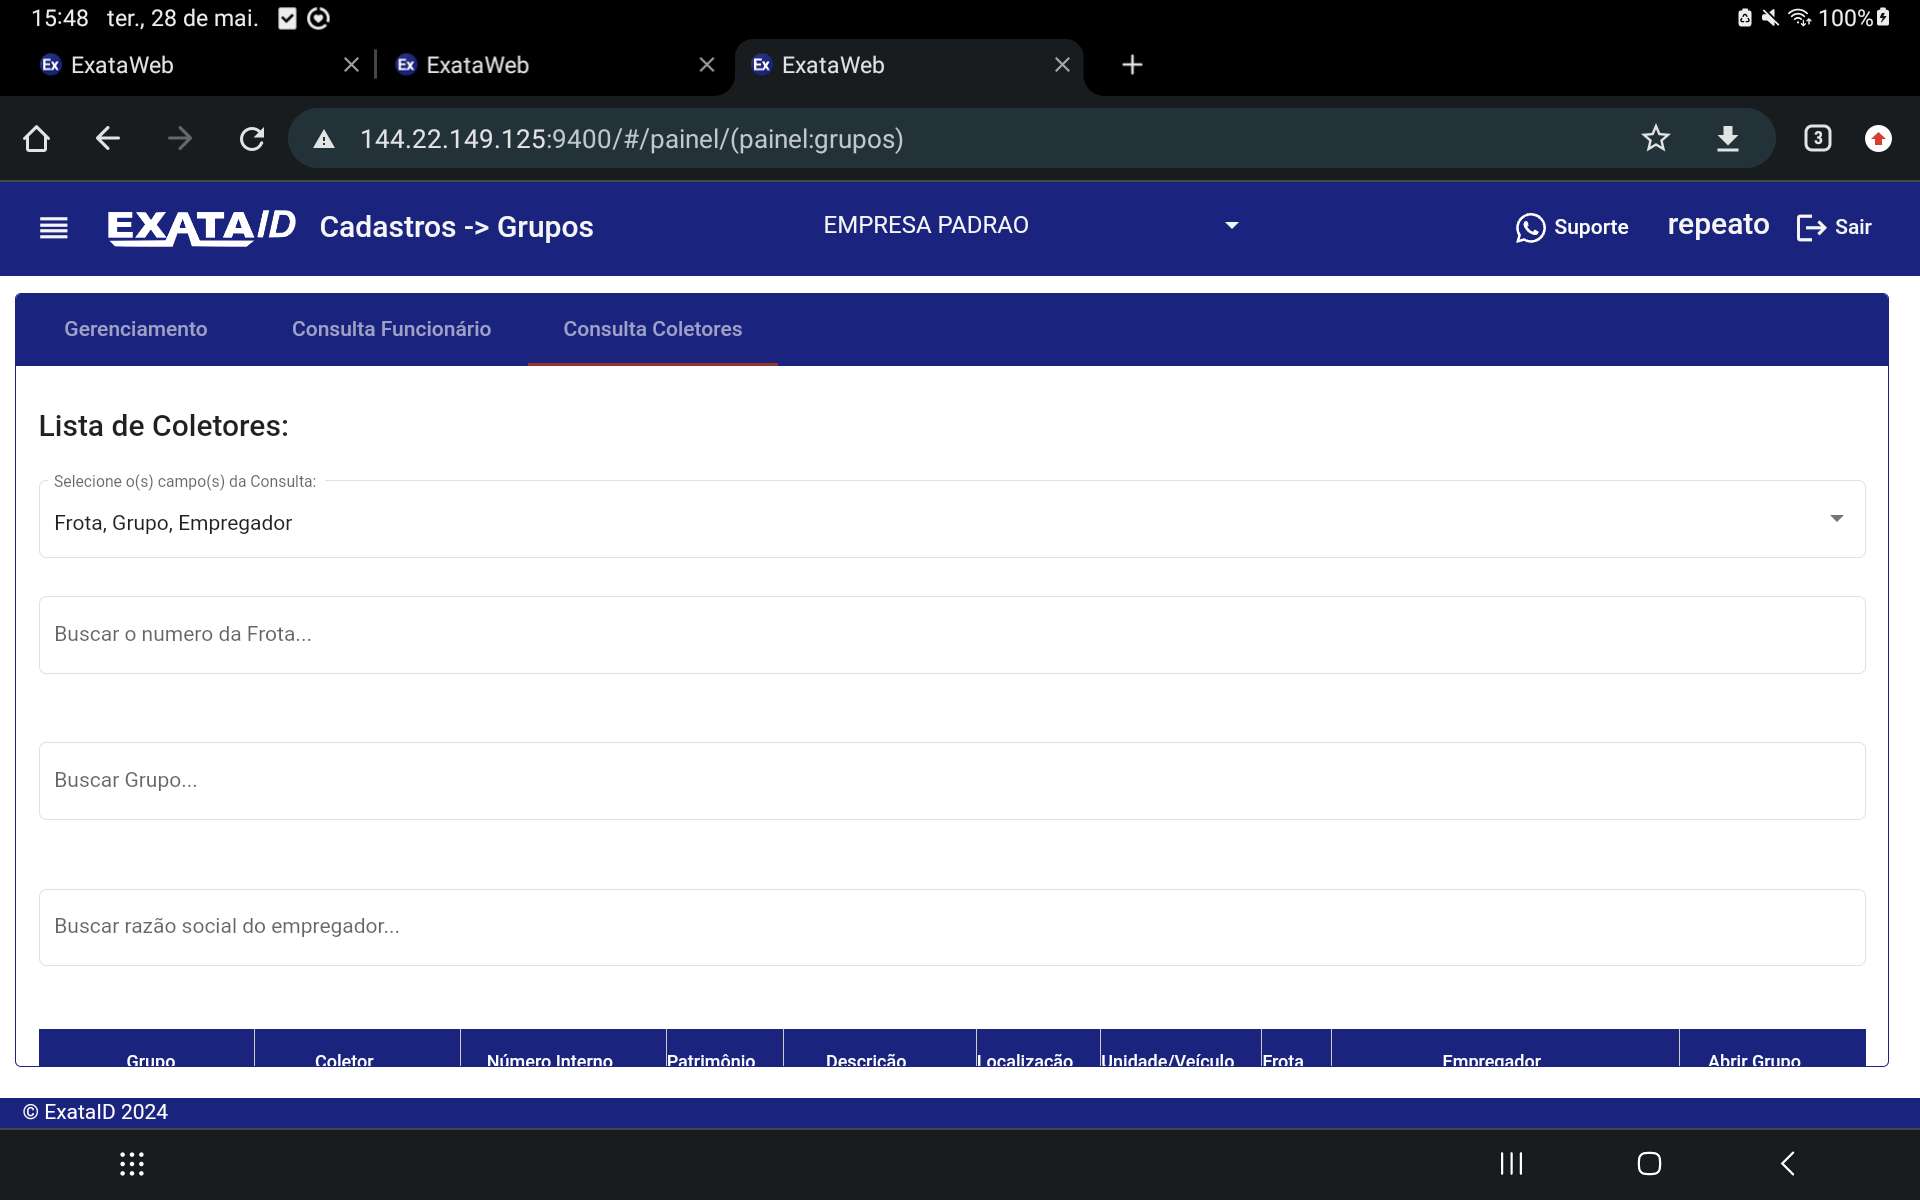 15:48 ter., 28 de mai. 100%
Ex ExataWeb Ex ExataWeb Ex ExataWeb
144.22.149.125:9400/#/painel/(painel:grupos) 3
EXATA/ID Cadastros -> Grupos EMPRESA PADRAO Suporte repeato Sair
Gerenciamento Consulta Funcionário Consulta Coletores
Lista de Coletores:
Selecione o(s) campo(s) da Consulta:
Frota, Grupo, Empregador
Buscar o numero da Frota...
Buscar Grupo...
Buscar razão social do empregador...
Grupo Coletor Número Interno Patrimônio Descrição Localização Unidade/Veículo Frota Empregador Abrir Grupo
© ExataID 2024